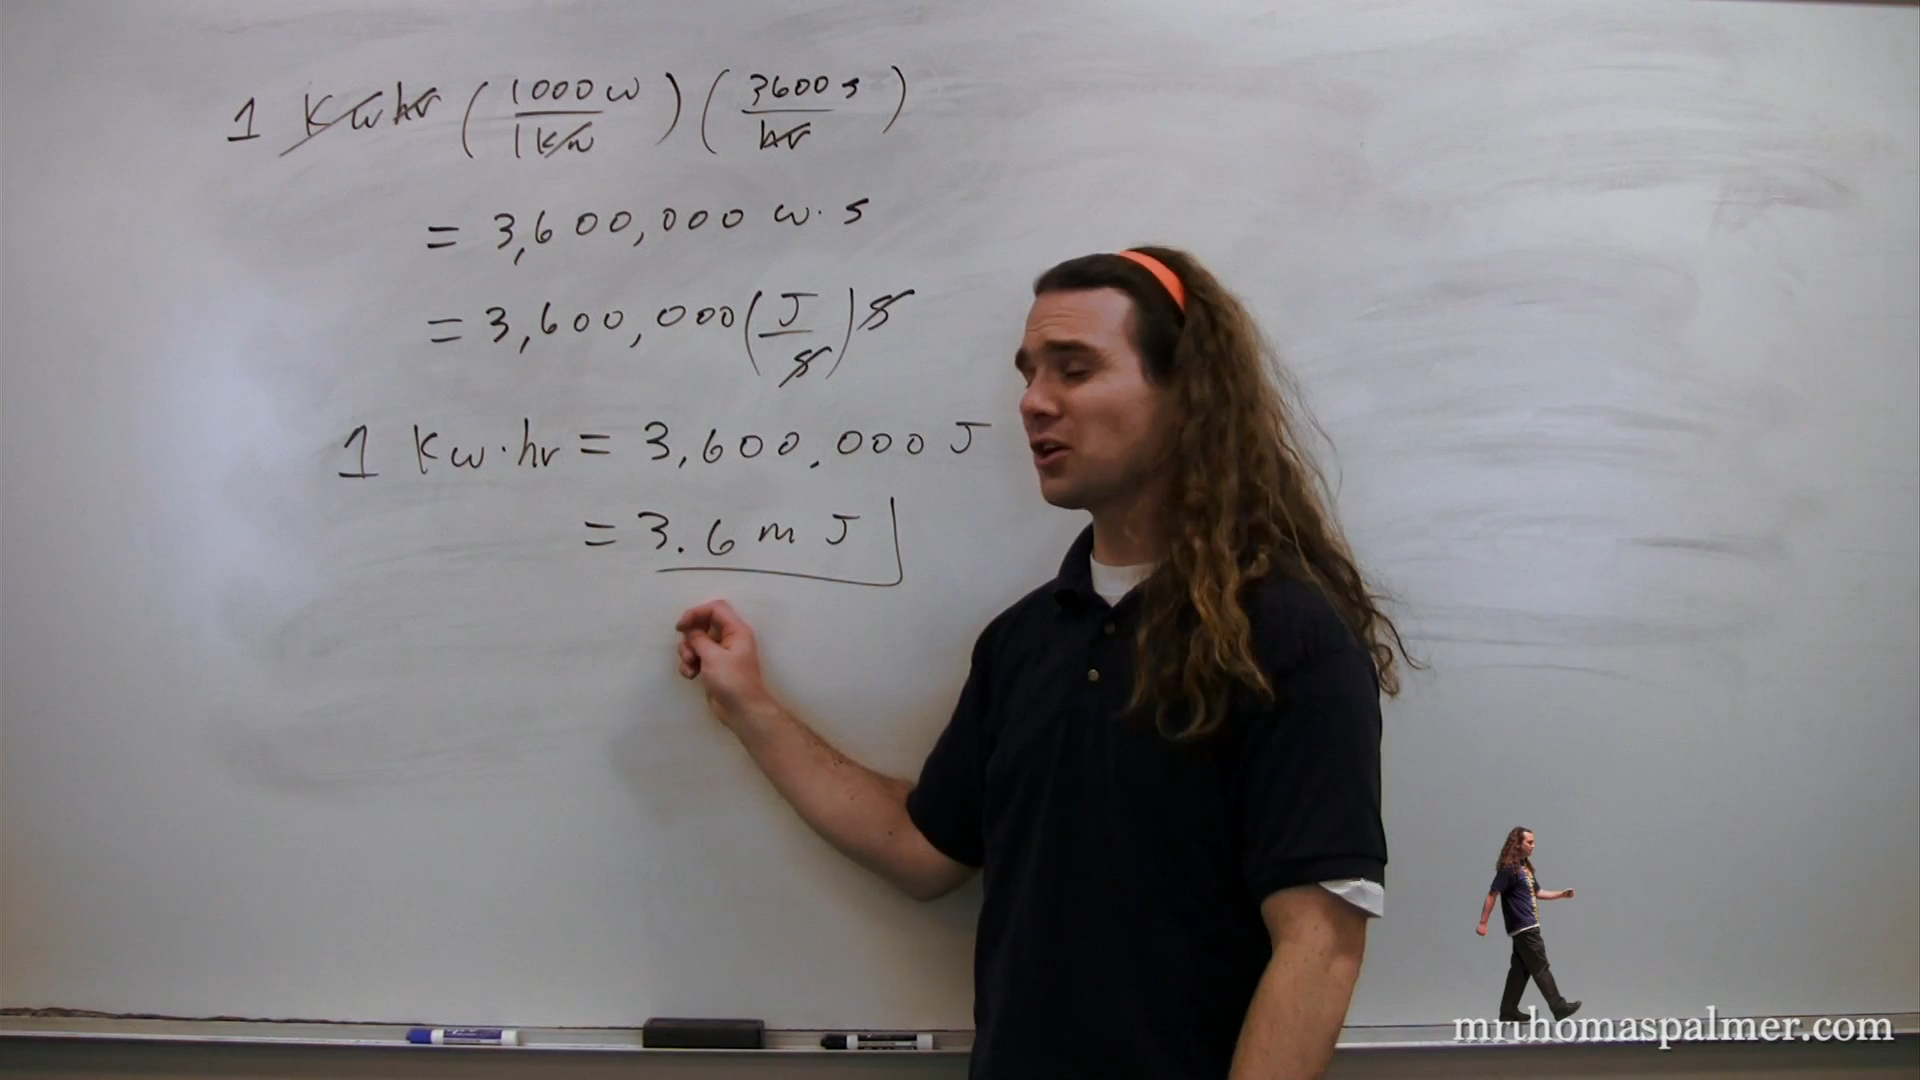 1 Kw hr (1000 w / 1 Kw) (3600 s / hr)
= 3,600,000 w·s
= 3,600,000 (J / s) s
1 Kw·hr = 3,600,000 J
= 3.6 m J
mrthomaspalmer.com